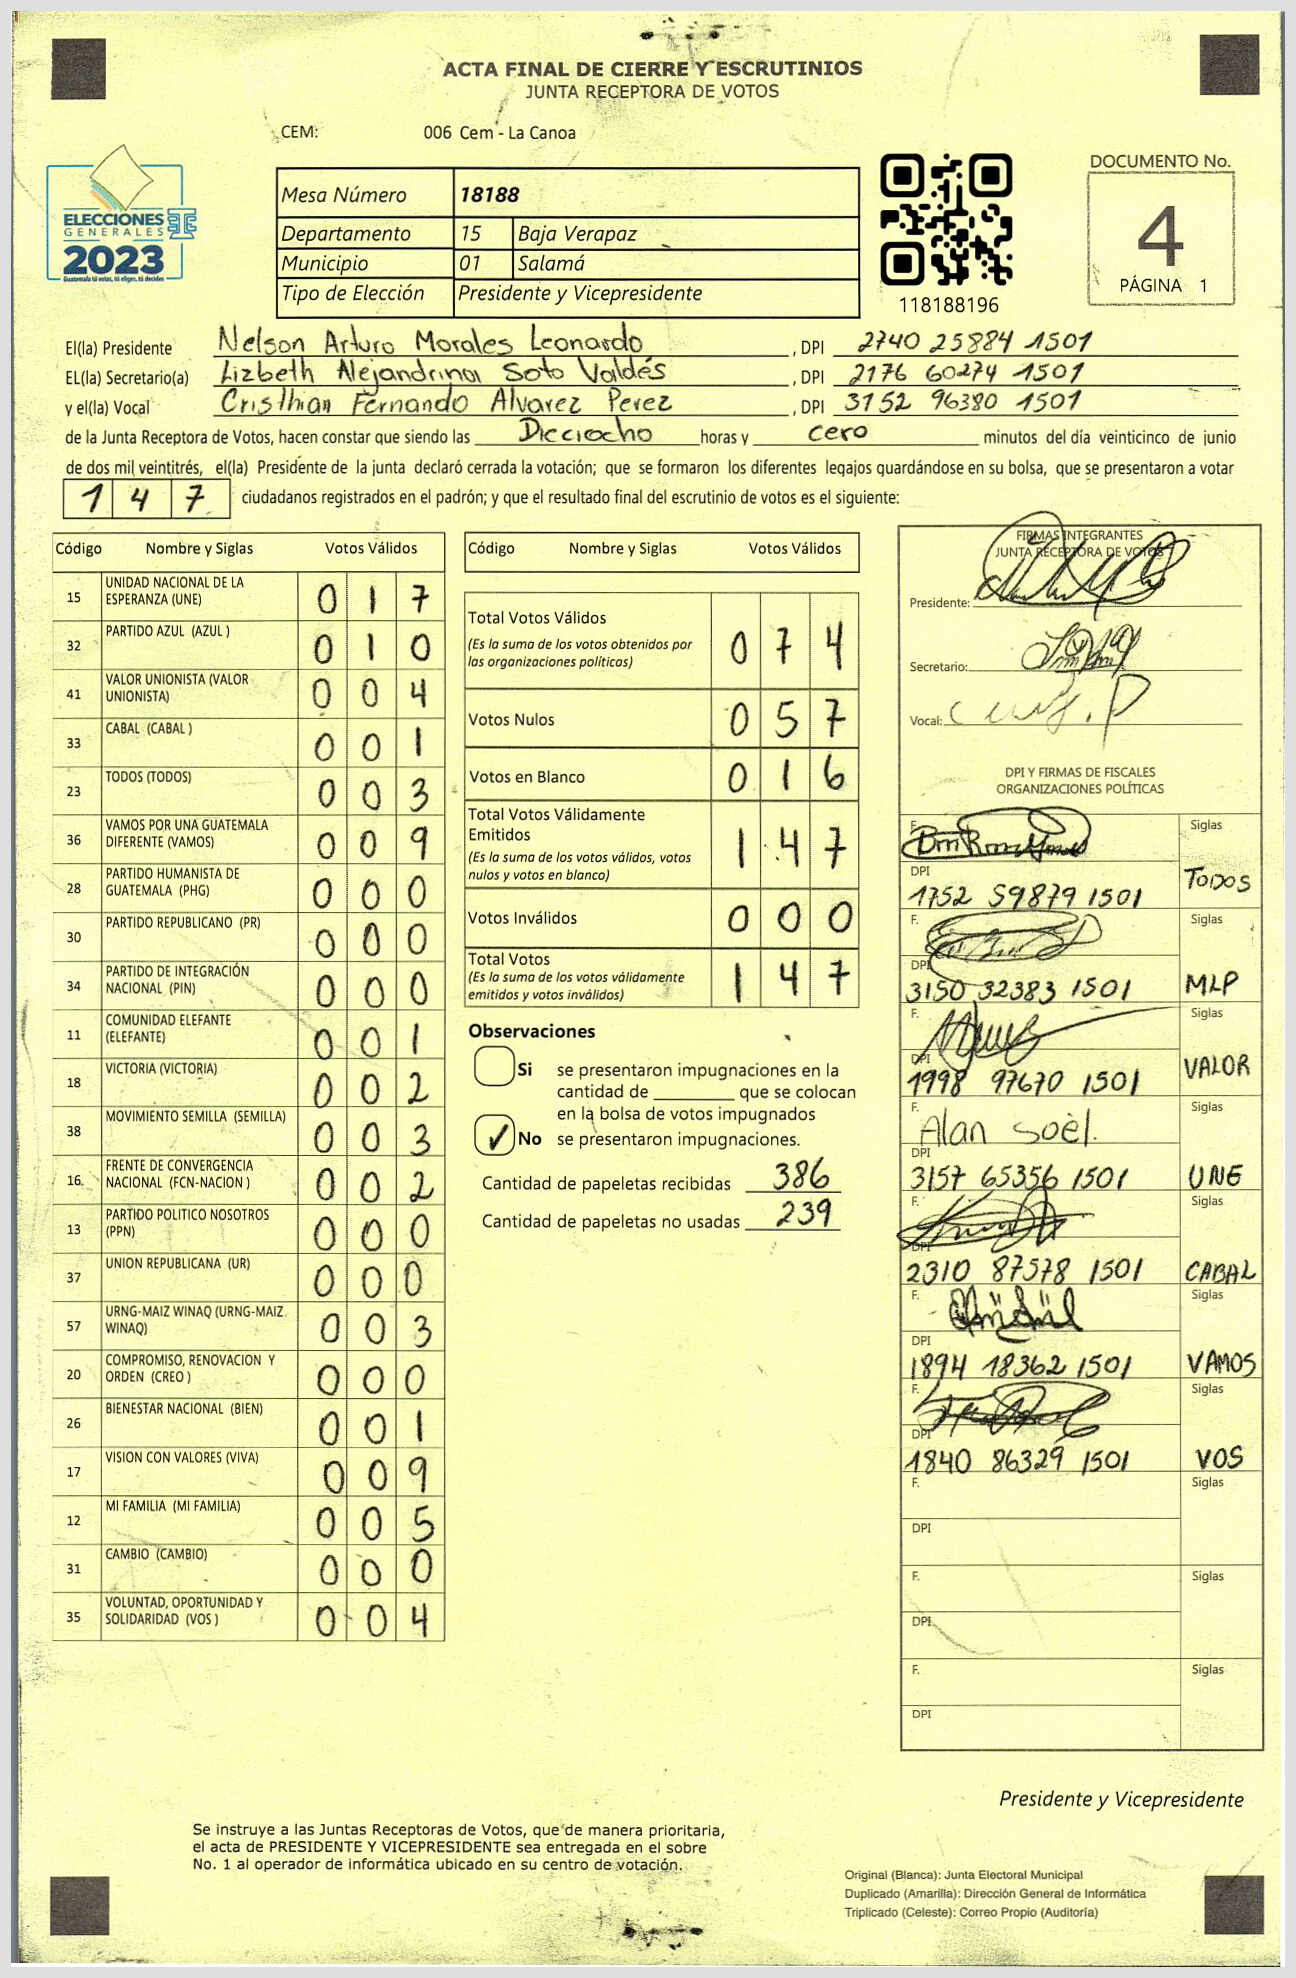 ACTA FINAL DE CIERRE Y ESCRUTINIOS
JUNTA RECEPTORA DE VOTOS
CEM: 006 Cem - La Canoa
ELECCIONES
GENERALES
2023
Guatemala tú votas, tú eliges, tú decides
Mesa Número 18188
Departamento 15 Baja Verapaz
Municipio 01 Salamá
Tipo de Elección Presidente y Vicepresidente
118188196
DOCUMENTO No.
4
PÁGINA 1
El(la) Presidente Nelson Arturo Morales Leonardo , DPI 2740 25884 1501
EL(la) Secretario(a) Lizbeth Alejandrina Soto Valdés , DPI 2176 60274 1501
y el(la) Vocal Cristhian Fernando Alvarez Perez , DPI 3152 96380 1501
de la Junta Receptora de Votos, hacen constar que siendo las Dieciocho horas y cero minutos del día veinticinco de junio
de dos mil veintitrés, el(la) Presidente de la junta declaró cerrada la votación; que se formaron los diferentes legajos guardándose en su bolsa, que se presentaron a votar
1 4 7 ciudadanos registrados en el padrón; y que el resultado final del escrutinio de votos es el siguiente:
Código Nombre y Siglas Votos Válidos
15 UNIDAD NACIONAL DE LA ESPERANZA (UNE) 0 1 7
32 PARTIDO AZUL (AZUL ) 0 1 0
41 VALOR UNIONISTA (VALOR UNIONISTA) 0 0 4
33 CABAL (CABAL ) 0 0 1
23 TODOS (TODOS) 0 0 3
36 VAMOS POR UNA GUATEMALA DIFERENTE (VAMOS) 0 0 9
28 PARTIDO HUMANISTA DE GUATEMALA (PHG) 0 0 0
30 PARTIDO REPUBLICANO (PR) 0 0 0
34 PARTIDO DE INTEGRACIÓN NACIONAL (PIN) 0 0 0
11 COMUNIDAD ELEFANTE (ELEFANTE) 0 0 1
18 VICTORIA (VICTORIA) 0 0 2
38 MOVIMIENTO SEMILLA (SEMILLA) 0 0 3
16 FRENTE DE CONVERGENCIA NACIONAL (FCN-NACION ) 0 0 2
13 PARTIDO POLITICO NOSOTROS (PPN) 0 0 0
37 UNION REPUBLICANA (UR) 0 0 0
57 URNG-MAIZ WINAQ (URNG-MAIZ WINAQ) 0 0 3
20 COMPROMISO, RENOVACION Y ORDEN (CREO ) 0 0 0
26 BIENESTAR NACIONAL (BIEN) 0 0 1
17 VISION CON VALORES (VIVA) 0 0 9
12 MI FAMILIA (MI FAMILIA) 0 0 5
31 CAMBIO (CAMBIO) 0 0 0
35 VOLUNTAD, OPORTUNIDAD Y SOLIDARIDAD (VOS ) 0 0 4
Código Nombre y Siglas Votos Válidos
Total Votos Válidos 0 7 4
(Es la suma de los votos obtenidos por
las organizaciones políticas)
Votos Nulos 0 5 7
Votos en Blanco 0 1 6
Total Votos Válidamente
Emitidos 1 4 7
(Es la suma de los votos válidos, votos
nulos y votos en blanco)
Votos Inválidos 0 0 0
Total Votos 1 4 7
(Es la suma de los votos válidamente
emitidos y votos inválidos)
Observaciones
Si se presentaron impugnaciones en la
cantidad de ________ que se colocan
en la bolsa de votos impugnados
✓ No se presentaron impugnaciones.
Cantidad de papeletas recibidas 386
Cantidad de papeletas no usadas 239
FIRMAS INTEGRANTES
JUNTA RECEPTORA DE VOTOS
Presidente:
Secretario:
Vocal:
DPI Y FIRMAS DE FISCALES
ORGANIZACIONES POLÍTICAS
F. Siglas
DPI
1752 59879 1501 TODOS
F. Siglas
DPI
3150 32383 1501 MLP
F. Siglas
DPI
1998 97670 1501 VALOR
F. Alan Soèl. Siglas
DPI
3157 65356 1501 UNE
F. Siglas
DPI
2310 87578 1501 CABAL
F. Siglas
DPI
1894 18362 1501 VAMOS
F. Siglas
DPI
1840 86329 1501 VOS
F. Siglas
DPI
F. Siglas
DPI
F. Siglas
DPI
Presidente y Vicepresidente
Se instruye a las Juntas Receptoras de Votos, que de manera prioritaria,
el acta de PRESIDENTE Y VICEPRESIDENTE sea entregada en el sobre
No. 1 al operador de informática ubicado en su centro de votación.
Original (Blanca): Junta Electoral Municipal
Duplicado (Amarilla): Dirección General de Informática
Triplicado (Celeste): Correo Propio (Auditoría)